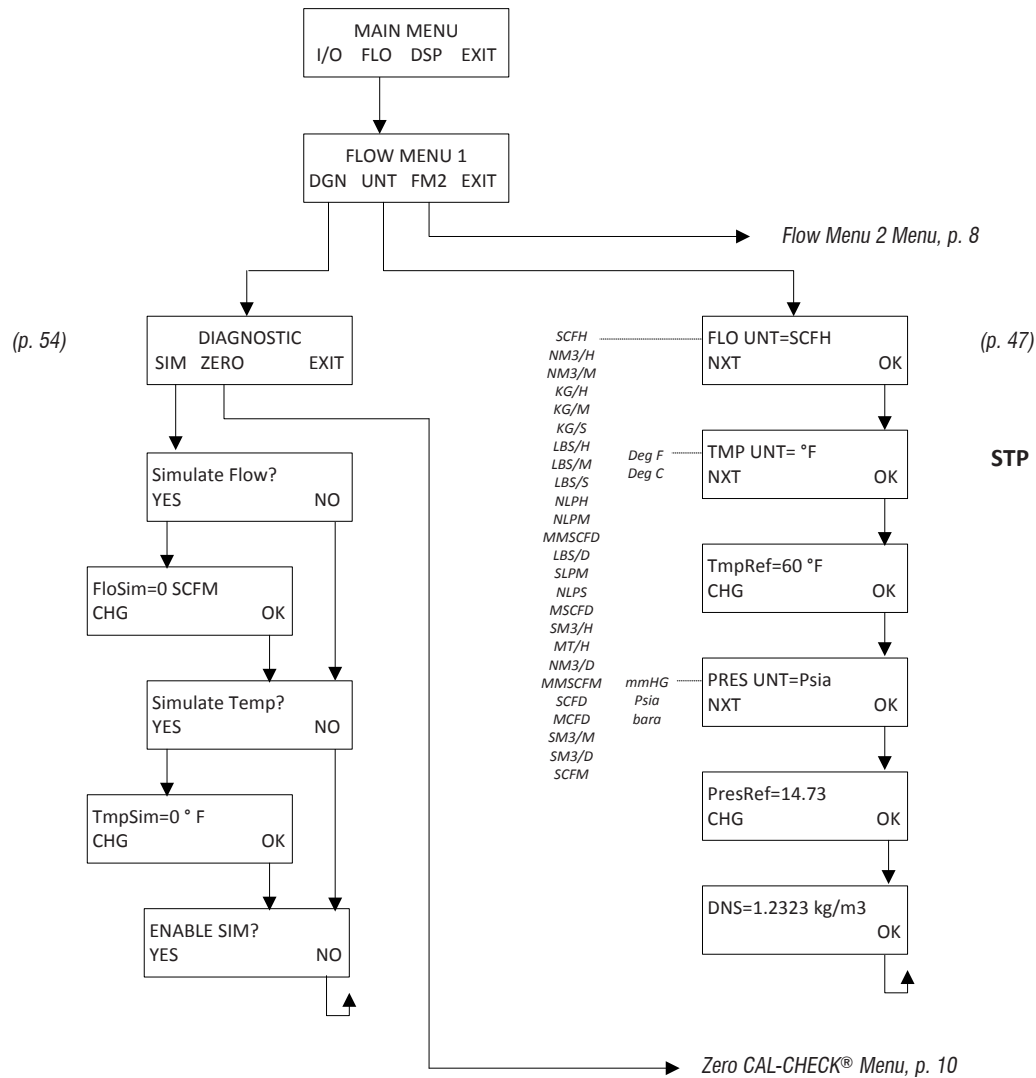 MAIN MENU
I/O FLO DSP EXIT
FLOW MENU 1
DGN UNT FM2 EXIT
Flow Menu 2 Menu, p. 8
(p. 54)
DIAGNOSTIC
SIM ZERO EXIT
Simulate Flow?
YES NO
FloSim=0 SCFM
CHG OK
Simulate Temp?
YES NO
TmpSim=0 ° F
CHG OK
ENABLE SIM?
YES NO
SCFH
NM3/H
NM3/M
KG/H
KG/M
KG/S
LBS/H
LBS/M
LBS/S
NLPH
NLPM
MMSCFD
LBS/D
SLPM
NLPS
MSCFD
SM3/H
MT/H
NM3/D
MMSCFM
SCFD
MCFD
SM3/M
SM3/D
SCFM
FLO UNT=SCFH
NXT OK
(p. 47)
Deg F
Deg C
TMP UNT= °F
NXT OK
STP
TmpRef=60 °F
CHG OK
mmHG
Psia
bara
PRES UNT=Psia
NXT OK
PresRef=14.73
CHG OK
DNS=1.2323 kg/m3
OK
Zero CAL-CHECK® Menu, p. 10